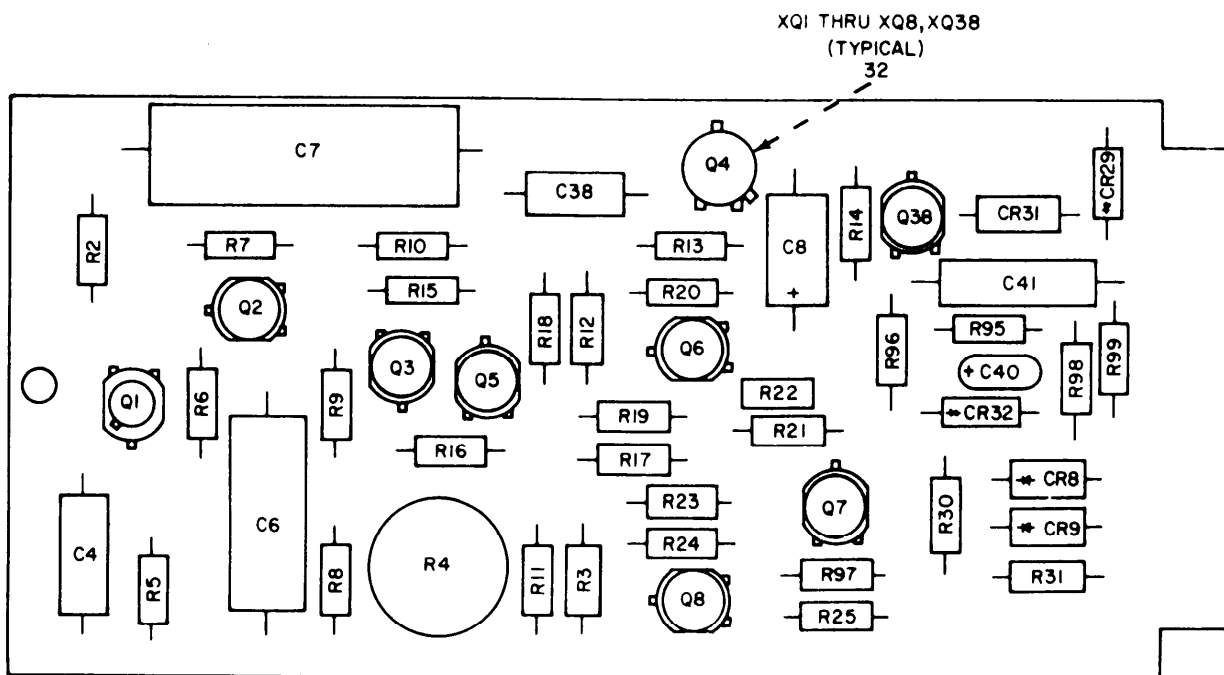 XQ1 THRU XQ8, XQ38
(TYPICAL)
32
C7
Q4
C38
CR29
R2
R7
R10
R13
C8
R14
Q38
CR31
R15
R20
C41
Q2
R18
R12
R96
R95
Q3
Q5
Q6
R98
R99
C40
+
Q1
R6
R9
R22
CR32
R19
R21
R16
R17
CR8
R23
Q7
R30
C4
C6
CR9
R24
R4
R5
R8
R11
R3
R97
R31
Q8
R25
+